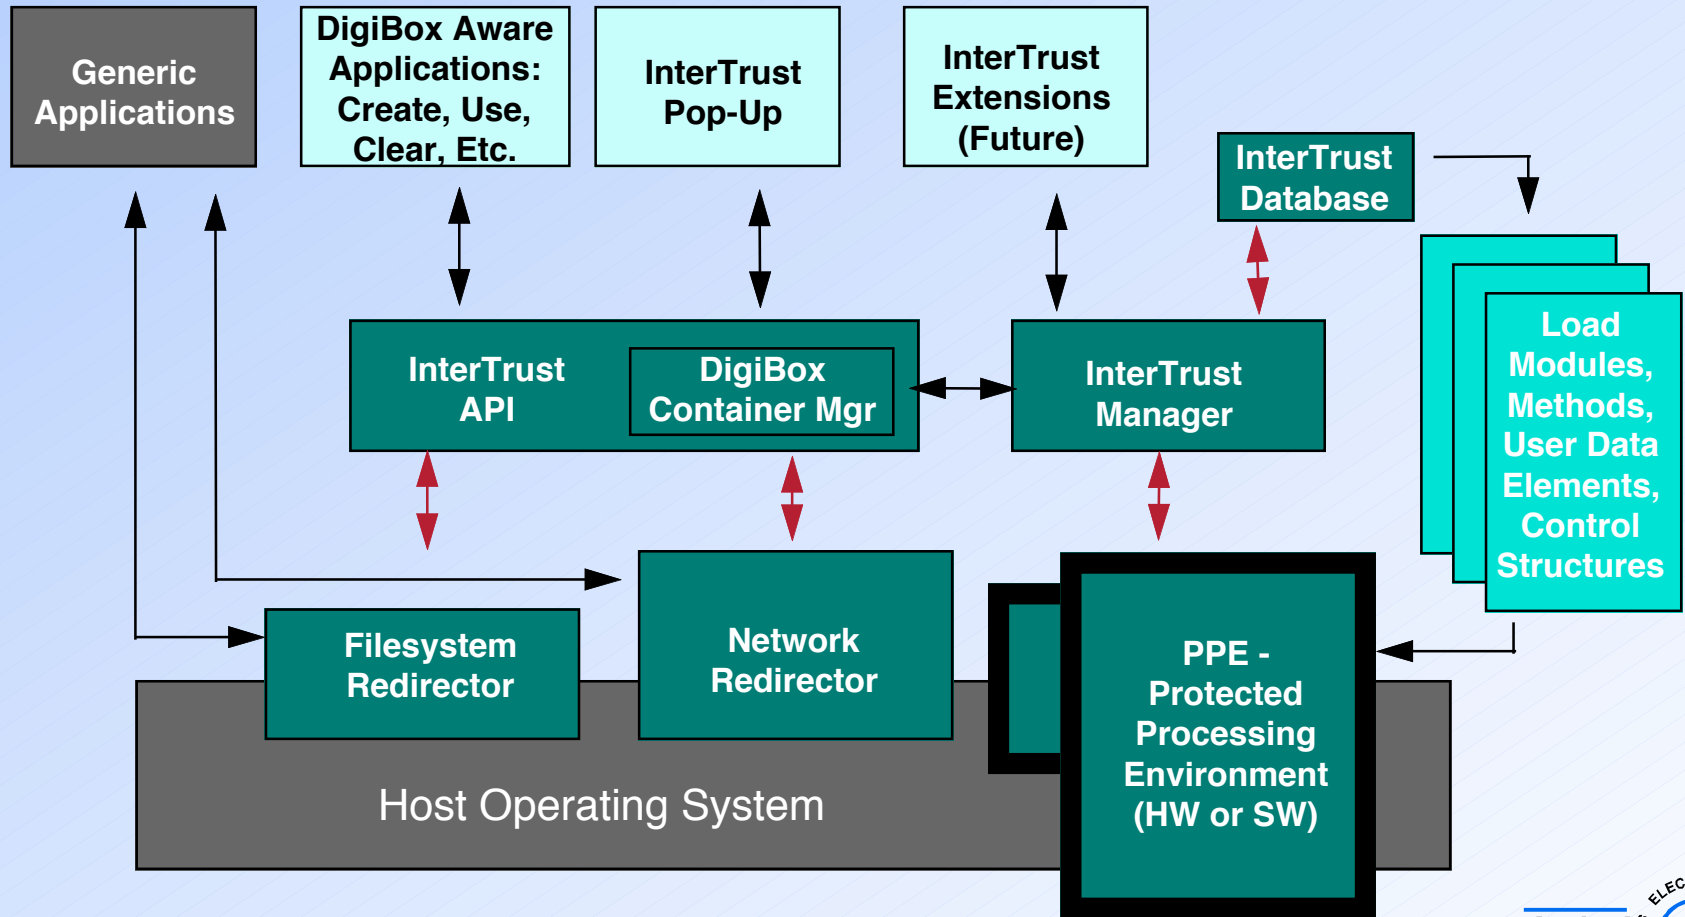 Generic
Applications
DigiBox Aware
Applications:
Create, Use,
Clear, Etc.
InterTrust
Pop-Up
InterTrust
Extensions
(Future)
InterTrust
Database
InterTrust
API
DigiBox
Container Mgr
InterTrust
Manager
Load
Modules,
Methods,
User Data
Elements,
Control
Structures
Filesystem
Redirector
Network
Redirector
PPE -
Protected
Processing
Environment
(HW or SW)
Host Operating System